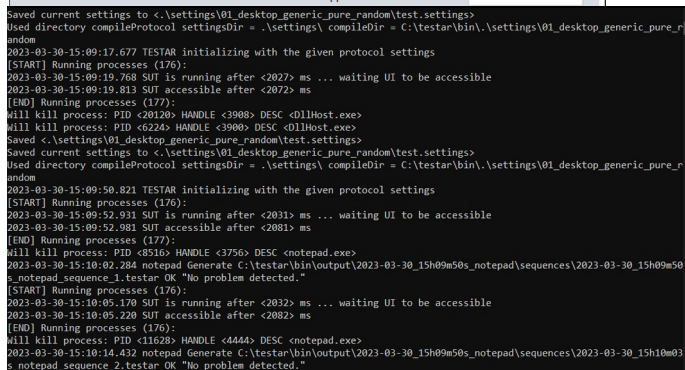 Saved current settings to <.\settings\01_desktop_generic_pure_random\test.settings>
Used directory compileProtocol settingsDir = .\settings\ compileDir = C:\testar\bin\.\settings\01_desktop_generic_pure_r
andom
2023-03-30-15:09:17.677 TESTAR initializing with the given protocol settings
[START] Running processes (176):
2023-03-30-15:09:19.768 SUT is running after <2027> ms ... waiting UI to be accessible
2023-03-30-15:09:19.813 SUT accessible after <2072> ms
[END] Running processes (177):
Will kill process: PID <20120> HANDLE <3908> DESC <DllHost.exe>
Will kill process: PID <6224> HANDLE <3900> DESC <DllHost.exe>
Saved <.\settings\01_desktop_generic_pure_random>
Saved current settings to <.\settings\01_desktop_generic_pure_random\test.settings>
Used directory compileProtocol settingsDir = .\settings\ compileDir = C:\testar\bin\.\settings\01_desktop_generic_pure_r
andom
2023-03-30-15:09:50.821 TESTAR initializing with the given protocol settings
[START] Running processes (176):
2023-03-30-15:09:52.931 SUT is running after <2031> ms ... waiting UI to be accessible
2023-03-30-15:09:52.981 SUT accessible after <2081> ms
[END] Running processes (177):
Will kill process: PID <8516> HANDLE <3756> DESC <notepad.exe>
2023-03-30-15:10:02.284 notepad Generate C:\testar\bin\output\2023-03-30_15h09m50s_notepad\sequences\2023-03-30_15h09m50
s_notepad_sequence_1.testar OK "No problem detected."
[START] Running processes (176):
2023-03-30-15:10:05.170 SUT is running after <2032> ms ... waiting UI to be accessible
2023-03-30-15:10:05.220 SUT accessible after <2082> ms
[END] Running processes (176):
Will kill process: PID <11628> HANDLE <4444> DESC <notepad.exe>
2023-03-30-15:10:14.432 notepad Generate C:\testar\bin\output\2023-03-30_15h09m50s_notepad\sequences\2023-03-30_15h10m03
s_notepad_sequence_2.testar OK "No problem detected."